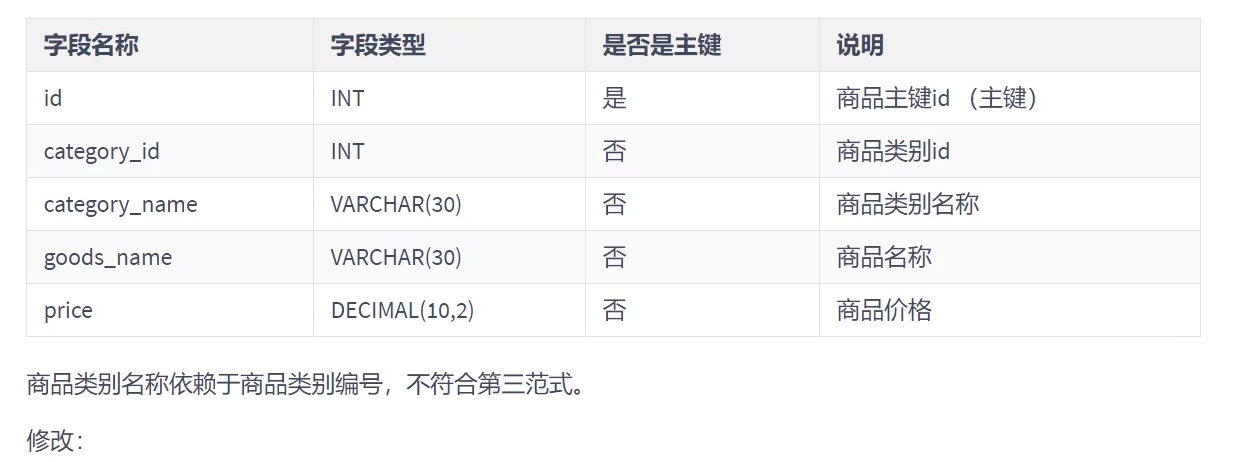 字段名称 字段类型 是否是主键 说明
id INT 是 商品主键id （主键）
category_id INT 否 商品类别id
category_name VARCHAR(30) 否 商品类别名称
goods_name VARCHAR(30) 否 商品名称
price DECIMAL(10,2) 否 商品价格
商品类别名称依赖于商品类别编号，不符合第三范式。
修改：